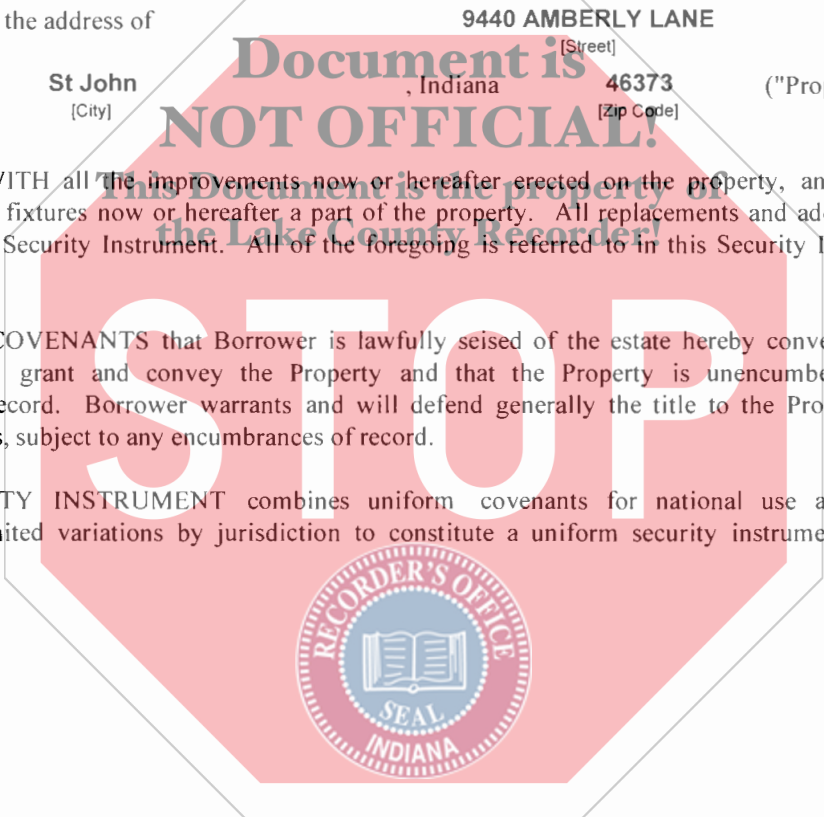 the address of 9440 AMBERLY LANE
[Street]
Document is
St John , Indiana 46373 ("Prop
[City] [Zip Code]
NOT OFFICIAL!
WITH all the improvements now or hereafter erected on the property, an
This Document is the property of
fixtures now or hereafter a part of the property. All replacements and ad
the Lake County Recorder!
Security Instrument. All of the foregoing is referred to in this Security I
STOP
COVENANTS that Borrower is lawfully seised of the estate hereby conve
grant and convey the Property and that the Property is unencumbe
ecord. Borrower warrants and will defend generally the title to the Pro
s, subject to any encumbrances of record.
TY INSTRUMENT combines uniform covenants for national use a
ited variations by jurisdiction to constitute a uniform security instrume
RECORDER'S OFFICE
SEAL
INDIANA